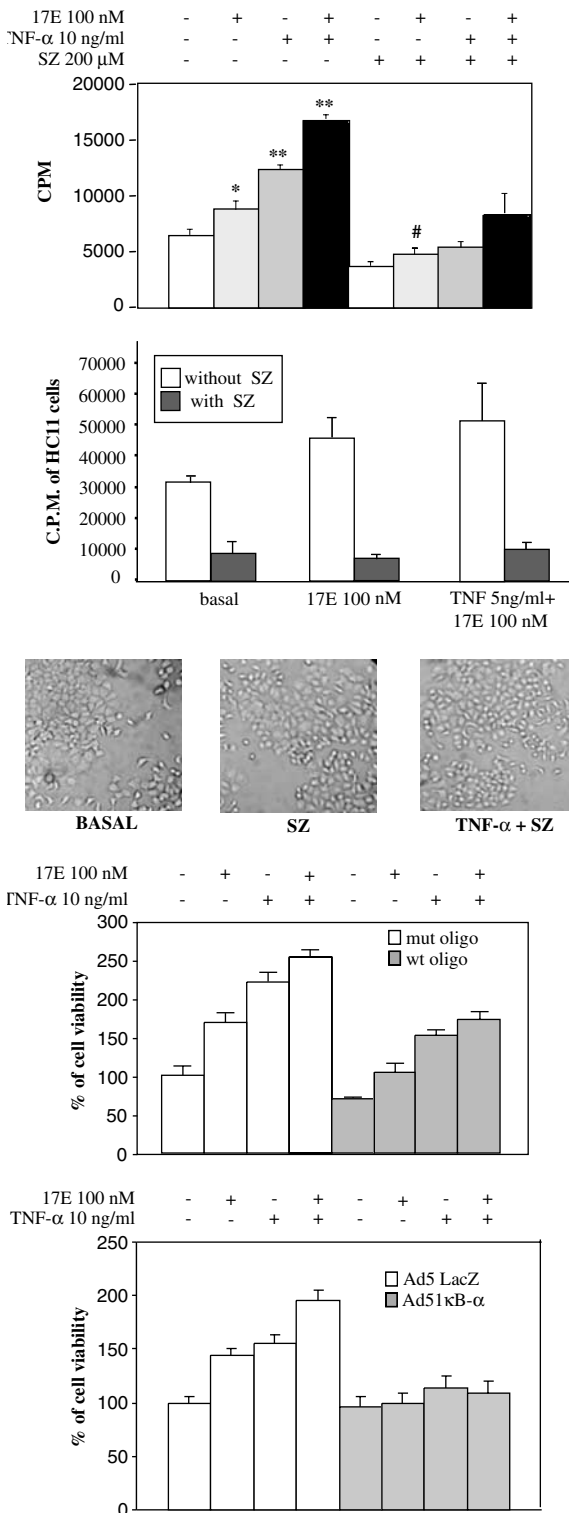 17E 100 nM - + - + - + - +
TNF-α 10 ng/ml - - + + - - + +
SZ 200 µM - - - - + + + +
20000
15000
10000
5000
0
CPM
*
**
**
#
70000
60000
50000
40000
30000
20000
10000
0
C.P.M. of HC11 cells
without SZ
with SZ
basal 17E 100 nM TNF 5ng/ml+
17E 100 nM
BASAL SZ TNF-α + SZ
17E 100 nM - + - + - + - +
TNF-α 10 ng/ml - - + + - - + +
300
250
200
150
100
50
0
% of cell viability
mut oligo
wt oligo
17E 100 nM - + - + - + - +
TNF-α 10 ng/ml - - + + - - + +
250
200
150
100
50
0
% of cell viability
Ad5 LacZ
Ad51κB-α